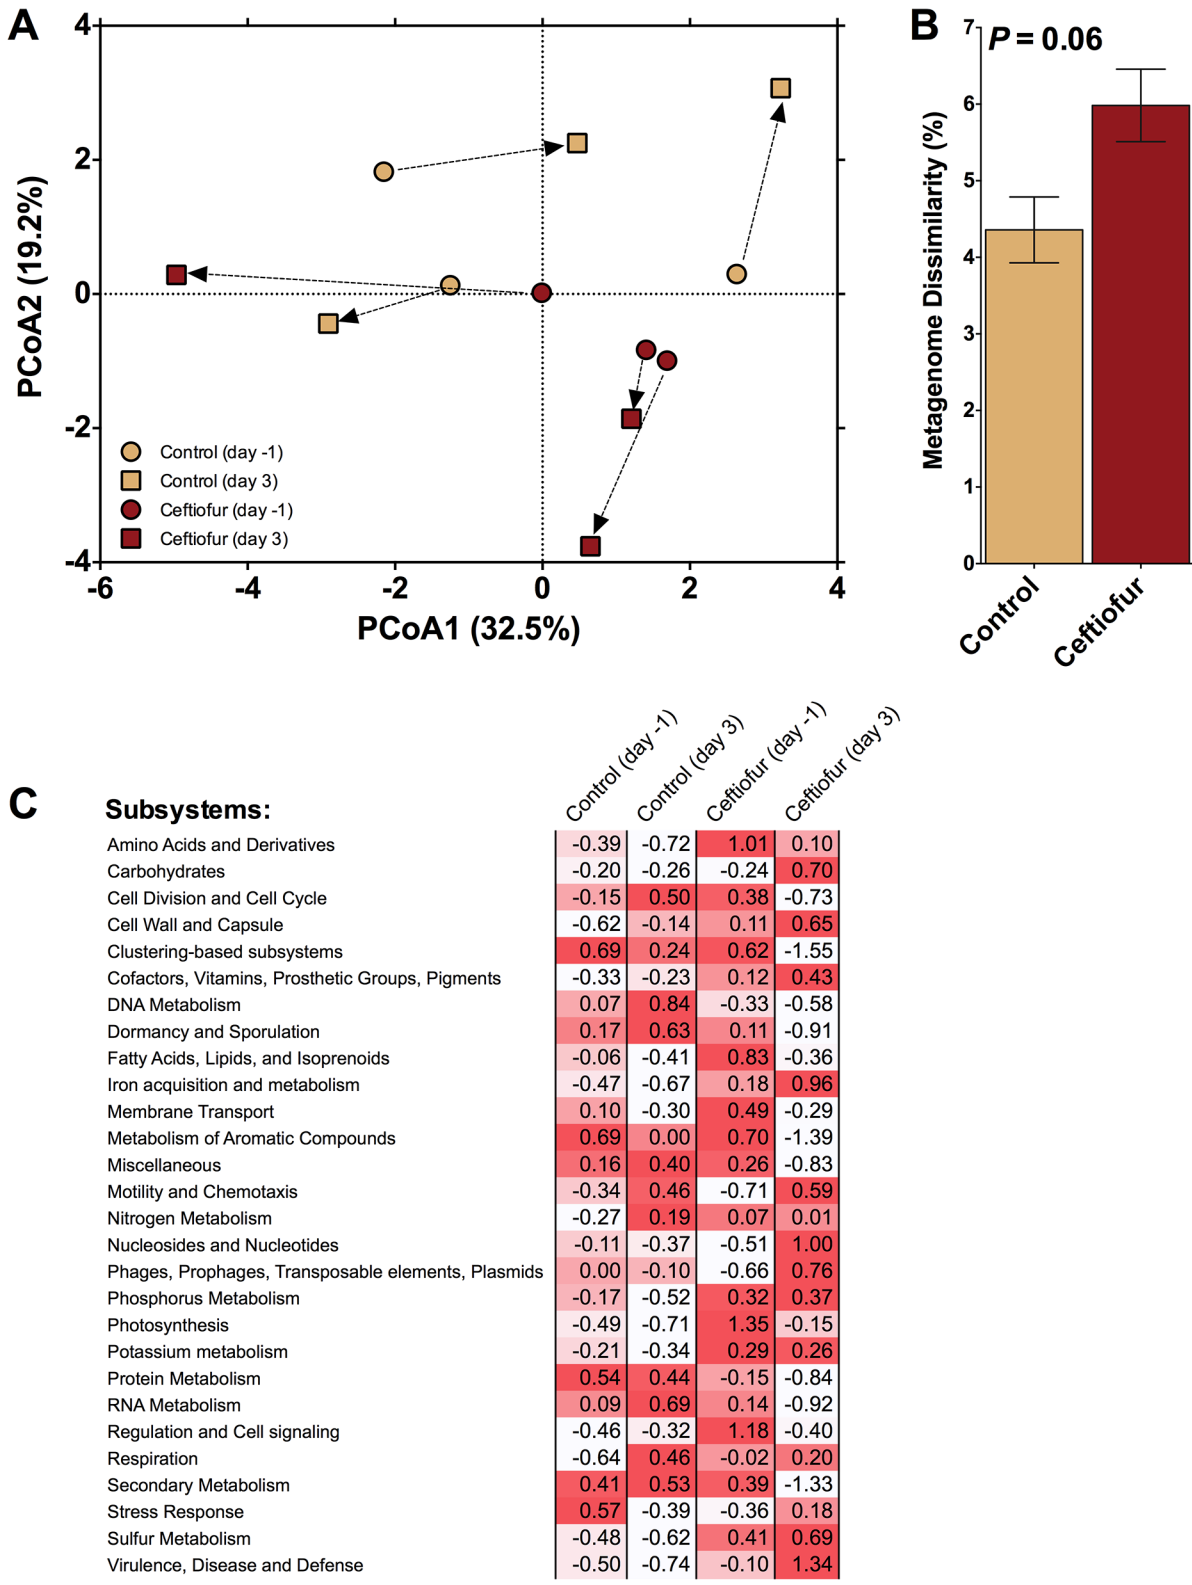 A
4
2
0
-2
-4
-6
-4
-2
0
2
4
PCoA2 (19.2%)
PCoA1 (32.5%)
Control (day -1)
Control (day 3)
Ceftiofur (day -1)
Ceftiofur (day 3)
B
P = 0.06
7
6
5
4
3
2
1
0
Metagenome Dissimilarity (%)
Control
Ceftiofur
C
Subsystems:
Control (day -1)
Control (day 3)
Ceftiofur (day -1)
Ceftiofur (day 3)
Amino Acids and Derivatives -0.39 -0.72 1.01 0.10
Carbohydrates -0.20 -0.26 -0.24 0.70
Cell Division and Cell Cycle -0.15 0.50 0.38 -0.73
Cell Wall and Capsule -0.62 -0.14 0.11 0.65
Clustering-based subsystems 0.69 0.24 0.62 -1.55
Cofactors, Vitamins, Prosthetic Groups, Pigments -0.33 -0.23 0.12 0.43
DNA Metabolism 0.07 0.84 -0.33 -0.58
Dormancy and Sporulation 0.17 0.63 0.11 -0.91
Fatty Acids, Lipids, and Isoprenoids -0.06 -0.41 0.83 -0.36
Iron acquisition and metabolism -0.47 -0.67 0.18 0.96
Membrane Transport 0.10 -0.30 0.49 -0.29
Metabolism of Aromatic Compounds 0.69 0.00 0.70 -1.39
Miscellaneous 0.16 0.40 0.26 -0.83
Motility and Chemotaxis -0.34 0.46 -0.71 0.59
Nitrogen Metabolism -0.27 0.19 0.07 0.01
Nucleosides and Nucleotides -0.11 -0.37 -0.51 1.00
Phages, Prophages, Transposable elements, Plasmids 0.00 -0.10 -0.66 0.76
Phosphorus Metabolism -0.17 -0.52 0.32 0.37
Photosynthesis -0.49 -0.71 1.35 -0.15
Potassium metabolism -0.21 -0.34 0.29 0.26
Protein Metabolism 0.54 0.44 -0.15 -0.84
RNA Metabolism 0.09 0.69 0.14 -0.92
Regulation and Cell signaling -0.46 -0.32 1.18 -0.40
Respiration -0.64 0.46 -0.02 0.20
Secondary Metabolism 0.41 0.53 0.39 -1.33
Stress Response 0.57 -0.39 -0.36 0.18
Sulfur Metabolism -0.48 -0.62 0.41 0.69
Virulence, Disease and Defense -0.50 -0.74 -0.10 1.34